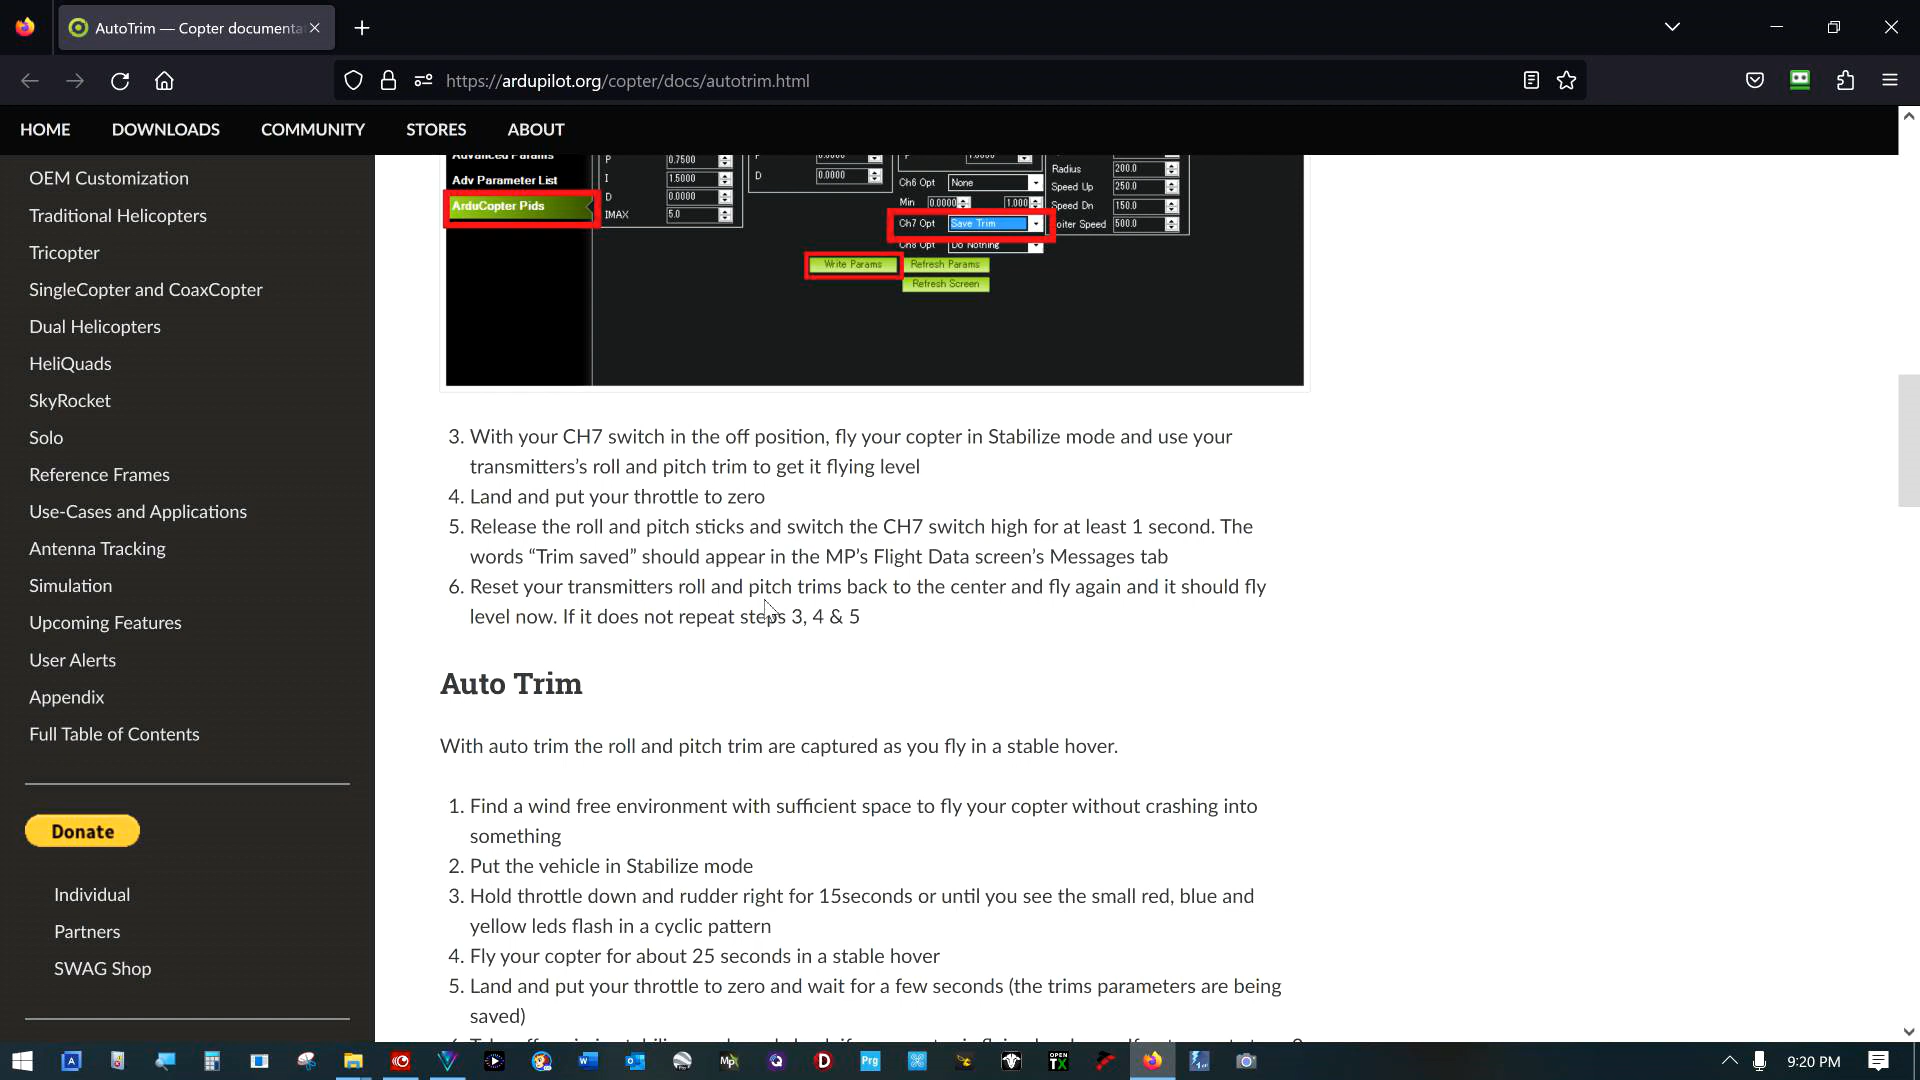 AutoTrim — Copter documenta
https://ardupilot.org/copter/docs/autotrim.html
HOME DOWNLOADS COMMUNITY STORES ABOUT
OEM Customization
Traditional Helicopters
Tricopter
SingleCopter and CoaxCopter
Dual Helicopters
HeliQuads
SkyRocket
Solo
Reference Frames
Use-Cases and Applications
Antenna Tracking
Simulation
Upcoming Features
User Alerts
Appendix
Full Table of Contents
Donate
Individual
Partners
SWAG Shop
Advanced Params
Adv Parameter List
ArduCopter Pids
P 0.7500
I 1.5000
D 0.0000
IMAX 5.0
0.0000
D 0.0000
1.0000
Ch6 Opt None
Min 0.0000 1.000
Ch7 Opt Save Trim
Ch8 Opt Do Nothing
Radius 200.0
Speed Up 250.0
Speed Dn 150.0
oiter Speed 500.0
Write Params Refresh Params
Refresh Screen
3. With your CH7 switch in the off position, fly your copter in Stabilize mode and use your
transmitters's roll and pitch trim to get it flying level
4. Land and put your throttle to zero
5. Release the roll and pitch sticks and switch the CH7 switch high for at least 1 second. The
words “Trim saved” should appear in the MP's Flight Data screen's Messages tab
6. Reset your transmitters roll and pitch trims back to the center and fly again and it should fly
level now. If it does not repeat steps 3, 4 & 5
Auto Trim
With auto trim the roll and pitch trim are captured as you fly in a stable hover.
1. Find a wind free environment with sufficient space to fly your copter without crashing into
something
2. Put the vehicle in Stabilize mode
3. Hold throttle down and rudder right for 15seconds or until you see the small red, blue and
yellow leds flash in a cyclic pattern
4. Fly your copter for about 25 seconds in a stable hover
5. Land and put your throttle to zero and wait for a few seconds (the trims parameters are being
saved)
9:20 PM